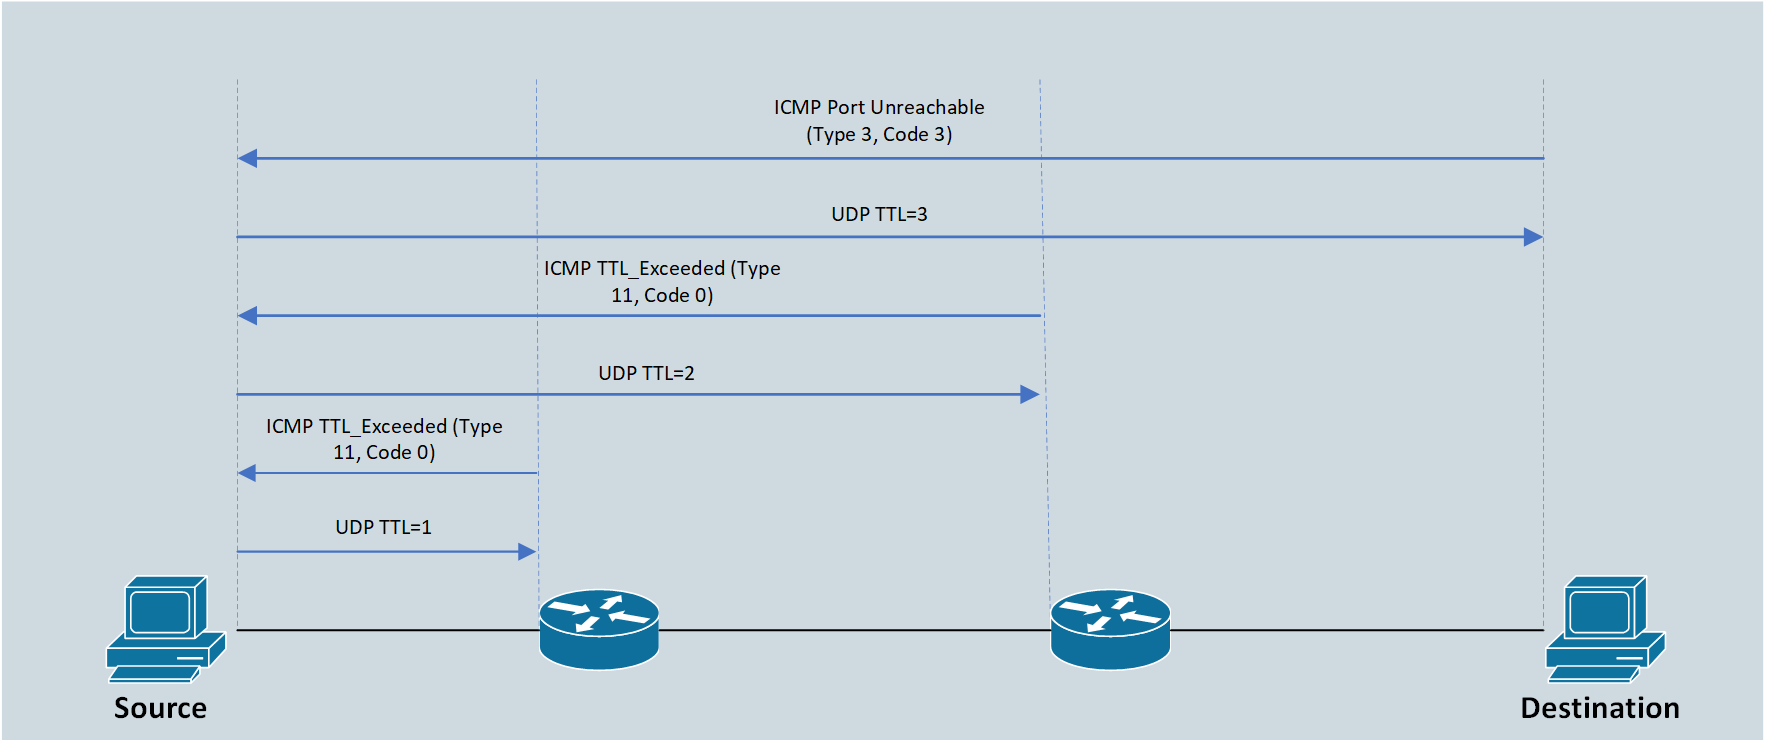 ICMP Port Unreachable
(Type 3, Code 3)
UDP TTL=3
ICMP TTL_Exceeded (Type
11, Code 0)
UDP TTL=2
ICMP TTL_Exceeded (Type
11, Code 0)
UDP TTL=1
Source
Destination